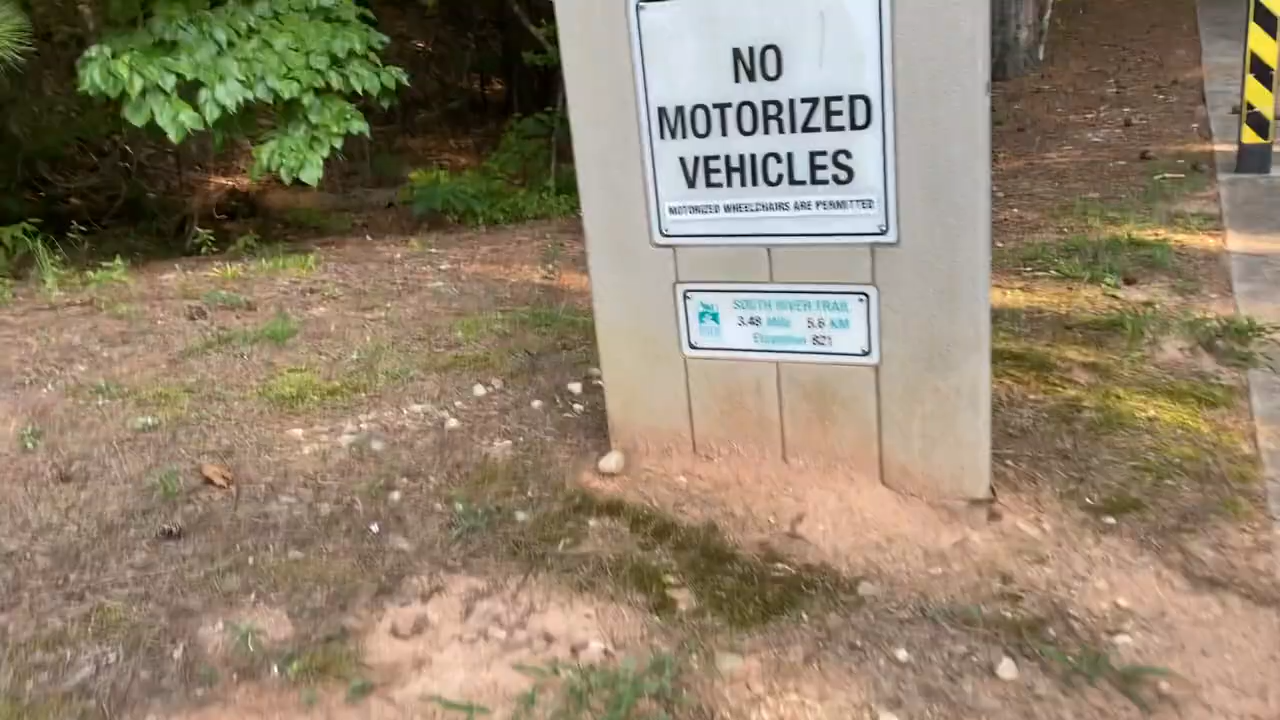 NO
MOTORIZED
VEHICLES
MOTORIZED WHEELCHAIRS ARE PERMITTED
SOUTH RIVER TRAIL
3.48 Mile 5.6 KM
Elevation 821